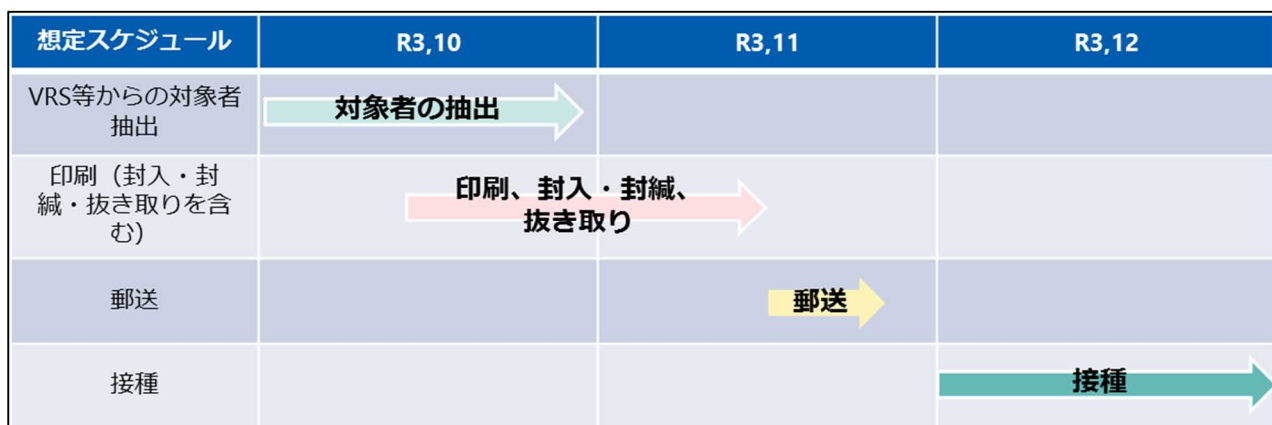 想定スケジュール
R3,10
R3,11
R3,12
VRS等からの対象者
抽出
対象者の抽出
印刷（封入・封
緘・抜き取りを含
む）
印刷、封入・封緘、
抜き取り
郵送
郵送
接種
接種